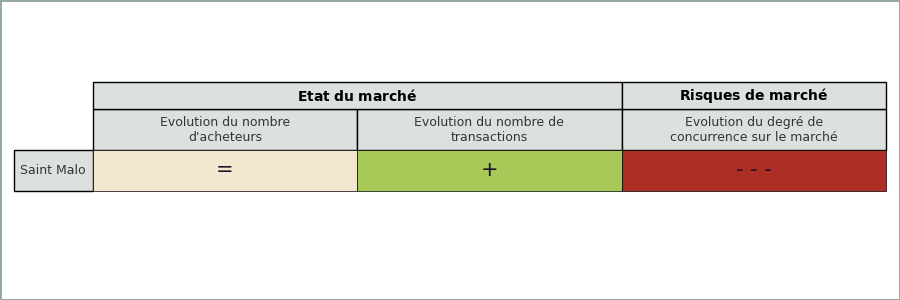 Etat du marché
Risques de marché
Evolution du nombre
d'acheteurs
Evolution du nombre de
transactions
Evolution du degré de
concurrence sur le marché
Saint Malo
=
+
- - -